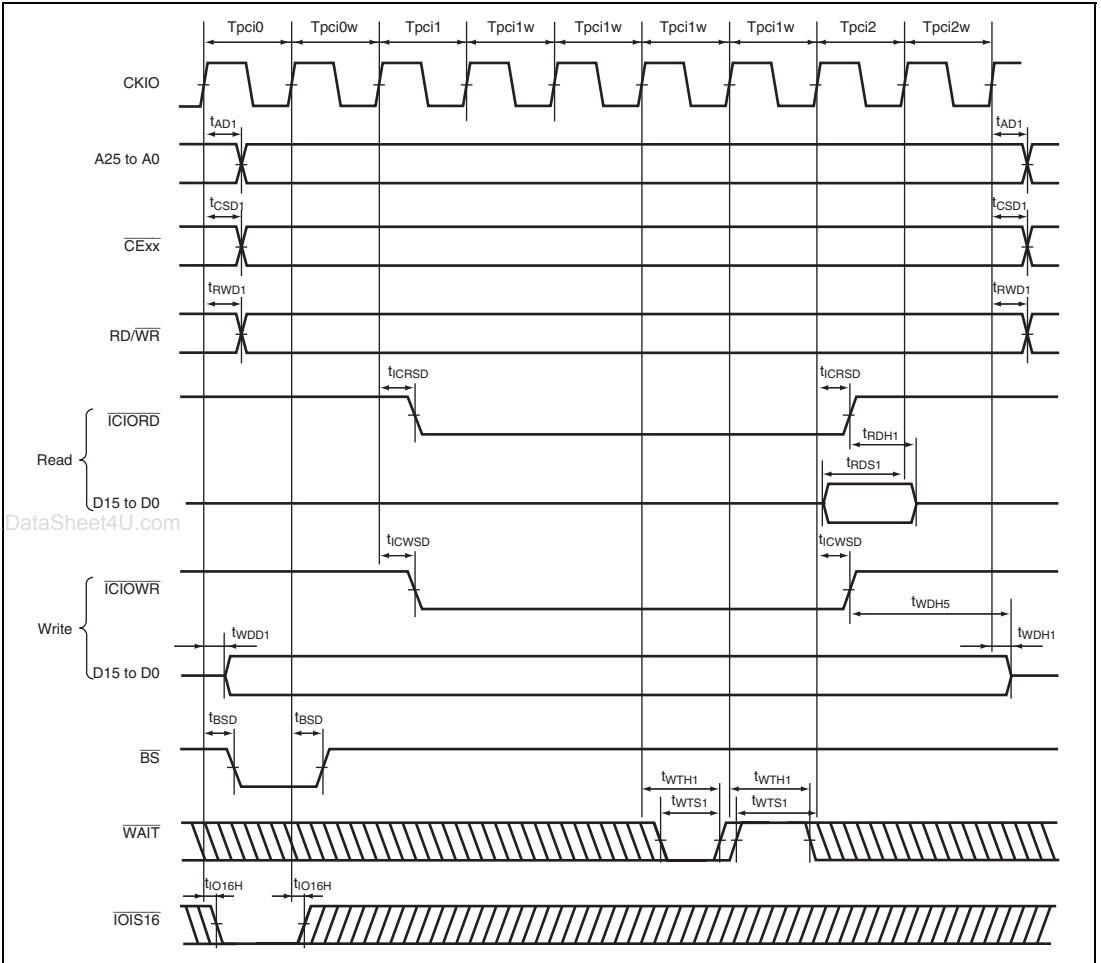 Tpci0 Tpci0w Tpci1 Tpci1w Tpci1w Tpci1w Tpci1w Tpci2 Tpci2w
CKIO
tAD1 tAD1
A25 to A0
tCSD1 tCSD1
CExx
tRWD1 tRWD1
RD/WR
tICRSD tICRSD
ICIORD
tRDH1
Read
tRDS1
D15 to D0
DataSheet4U.com
tICWSD tICWSD
ICIOWR
tWDH5
Write
tWDD1 tWDH1
D15 to D0
tBSD tBSD
BS
tWTH1 tWTH1
tWTS1 tWTS1
WAIT
tIO16H tIO16H
IOIS16